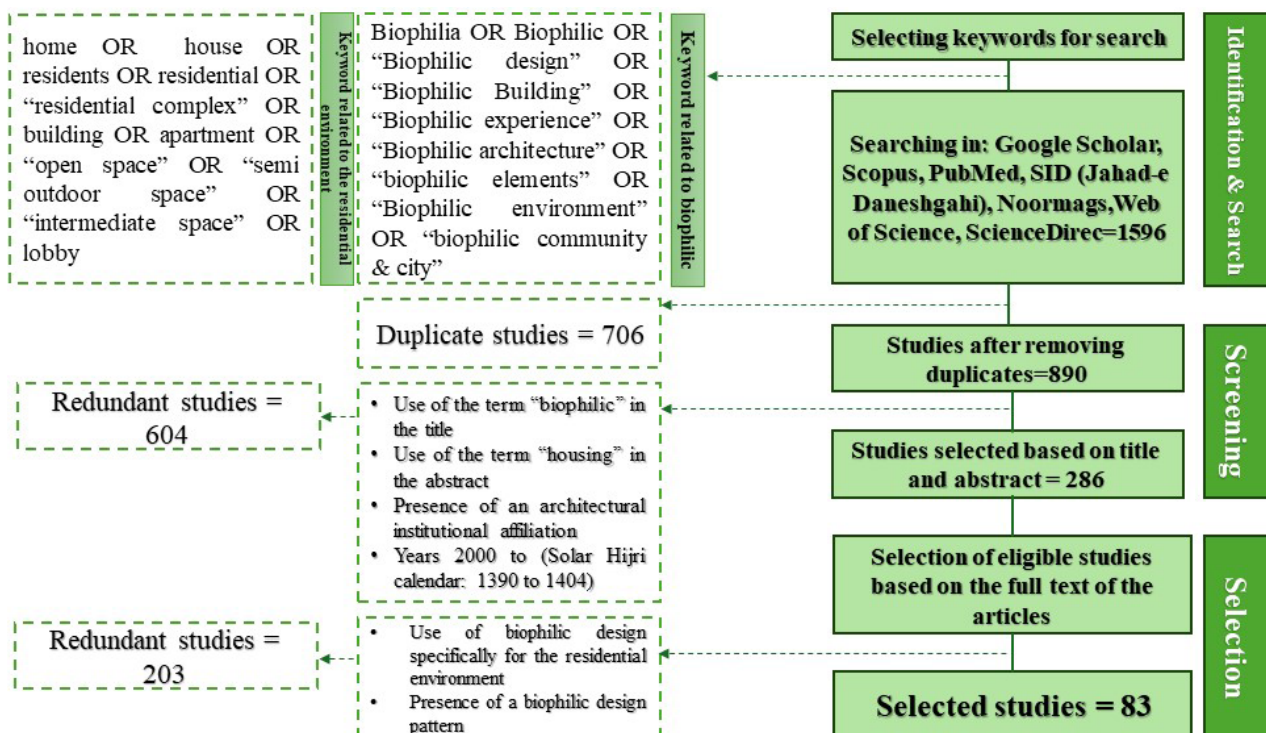 home OR house OR
residents OR residential OR
“residential complex” OR
building OR apartment OR
“open space” OR “semi
outdoor space” OR
“intermediate space” OR
lobby
Keyword related to the residential
environment
Biophilia OR Biophilic OR
“Biophilic design” OR
“Biophilic Building” OR
“Biophilic experience” OR
“Biophilic architecture” OR
“biophilic elements” OR
“Biophilic environment”
OR “biophilic community
& city”
Keyword related to biophilic
Selecting keywords for search
Searching in: Google Scholar,
Scopus, PubMed, SID (Jahad-e
Daneshgahi), Noormags,Web
of Science, ScienceDirec=1596
Identification & Search
Duplicate studies = 706
Studies after removing
duplicates=890
Screening
Redundant studies =
604
• Use of the term “biophilic” in
the title
• Use of the term “housing” in
the abstract
• Presence of an architectural
institutional affiliation
• Years 2000 to (Solar Hijri
calendar: 1390 to 1404)
Studies selected based on title
and abstract = 286
Selection of eligible studies
based on the full text of the
articles
Selection
Redundant studies =
203
• Use of biophilic design
specifically for the residential
environment
• Presence of a biophilic design
pattern
Selected studies = 83